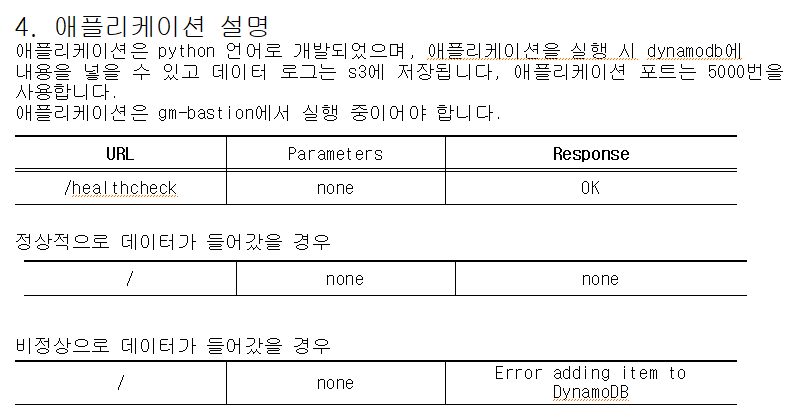 4. 애플리케이션 설명
애플리케이션은 python 언어로 개발되었으며, 애플리케이션을 실행 시 dynamodb에
내용을 넣을 수 있고 데이터 로그는 s3에 저장됩니다, 애플리케이션 포트는 5000번을
사용합니다.
애플리케이션은 gm-bastion에서 실행 중이어야 합니다.
URL Parameters Response
/healthcheck none OK
정상적으로 데이터가 들어갔을 경우
/ none none
비정상으로 데이터가 들어갔을 경우
/ none Error adding item to
DynamoDB